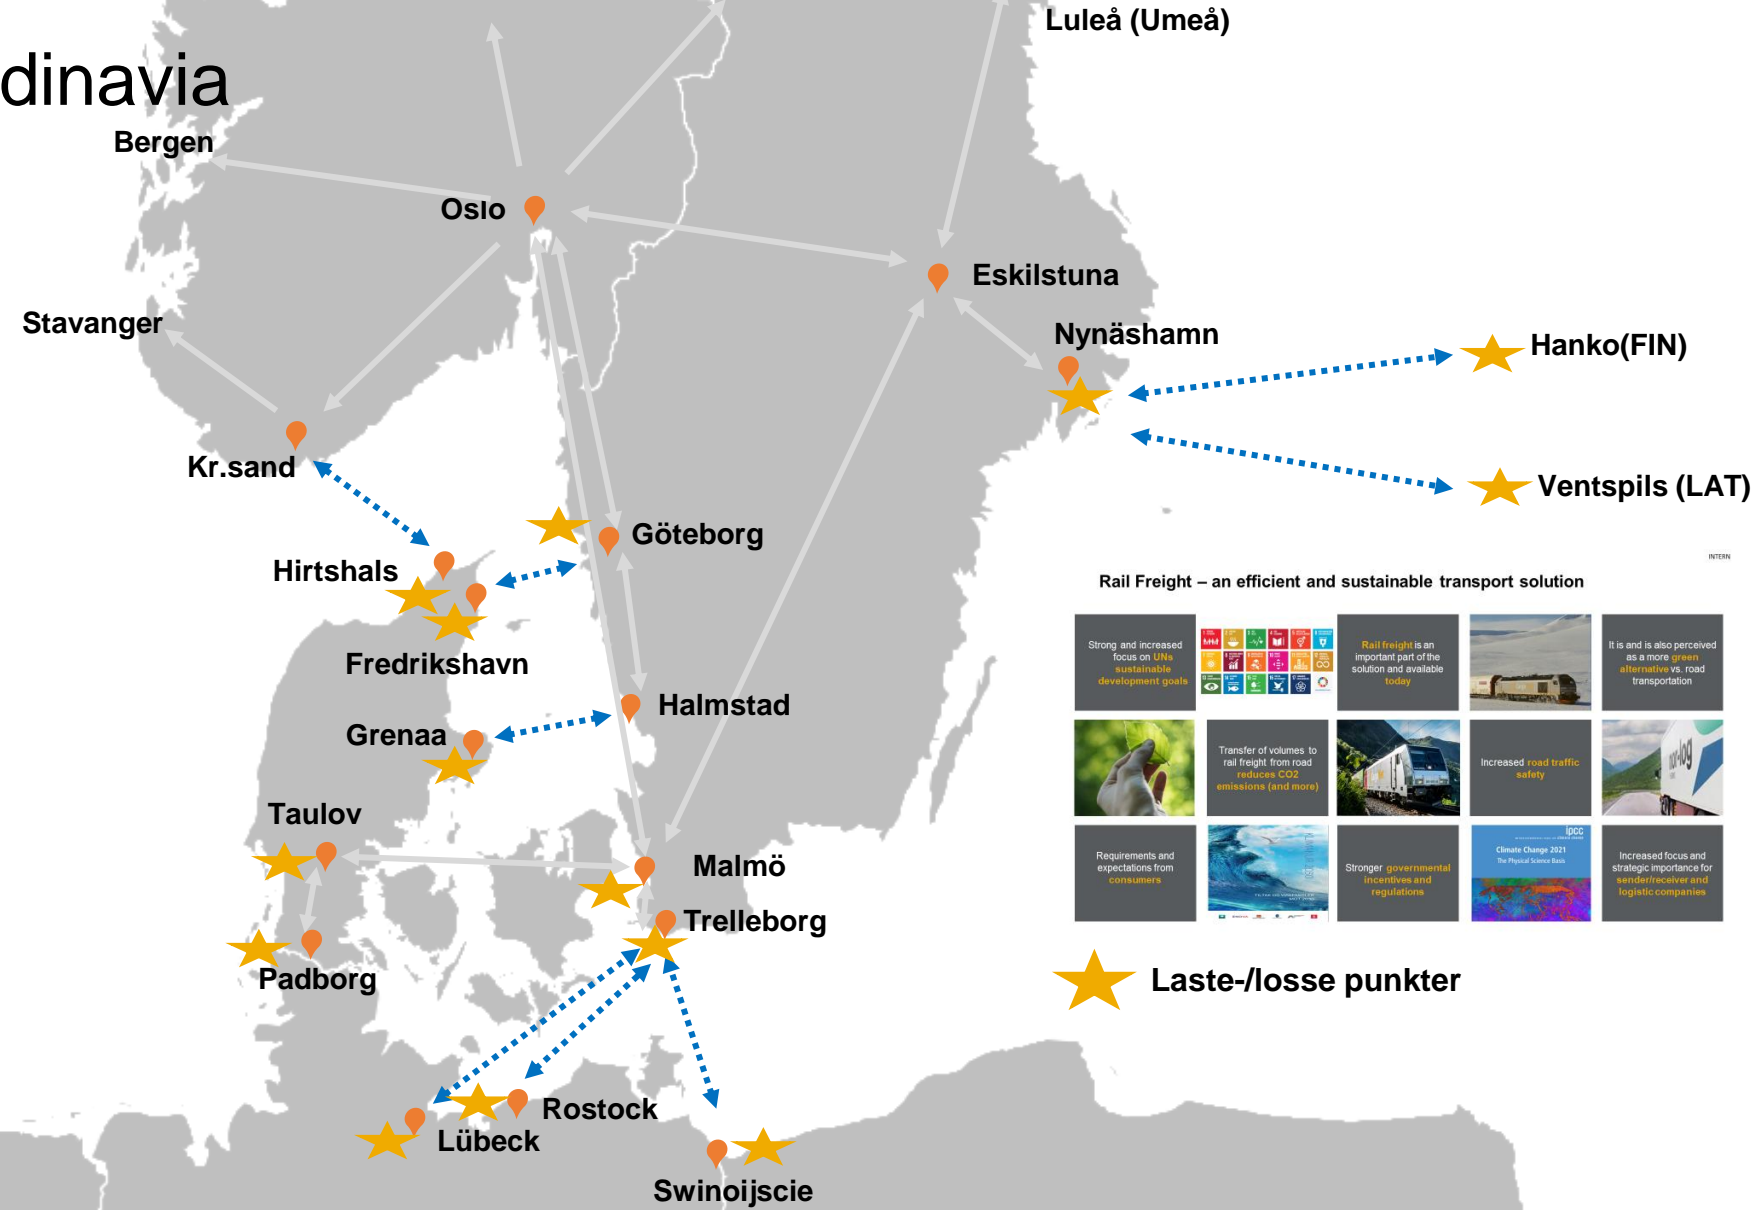 Luleå (Umeå)
dinavia
Bergen
Oslo
Eskilstuna
Stavanger
Nynäshamn
Hanko(FIN)
Kr.sand
Ventspils (LAT)
Göteborg
Hirtshals
Fredrikshavn
Halmstad
Grenaa
Taulov
Malmö
Trelleborg
Padborg
Rostock
Lübeck
Swinoijscie
INTERN
Rail Freight – an efficient and sustainable transport solution
Strong and increased
focus on UNs
sustainable
development goals
Rail freight is an
important part of the
solution and available
today
It is and is also perceived
as a more green
alternative vs. road
transportation
Transfer of volumes to
rail freight from road
reduces CO2
emissions (and more)
Increased road traffic
safety
Requirements and
expectations from
consumers
Stronger governmental
incentives and
regulations
ipcc
Climate Change 2021
The Physical Science Basis
Increased focus and
strategic importance for
sender/receiver and
logistic companies
Laste-/losse punkter